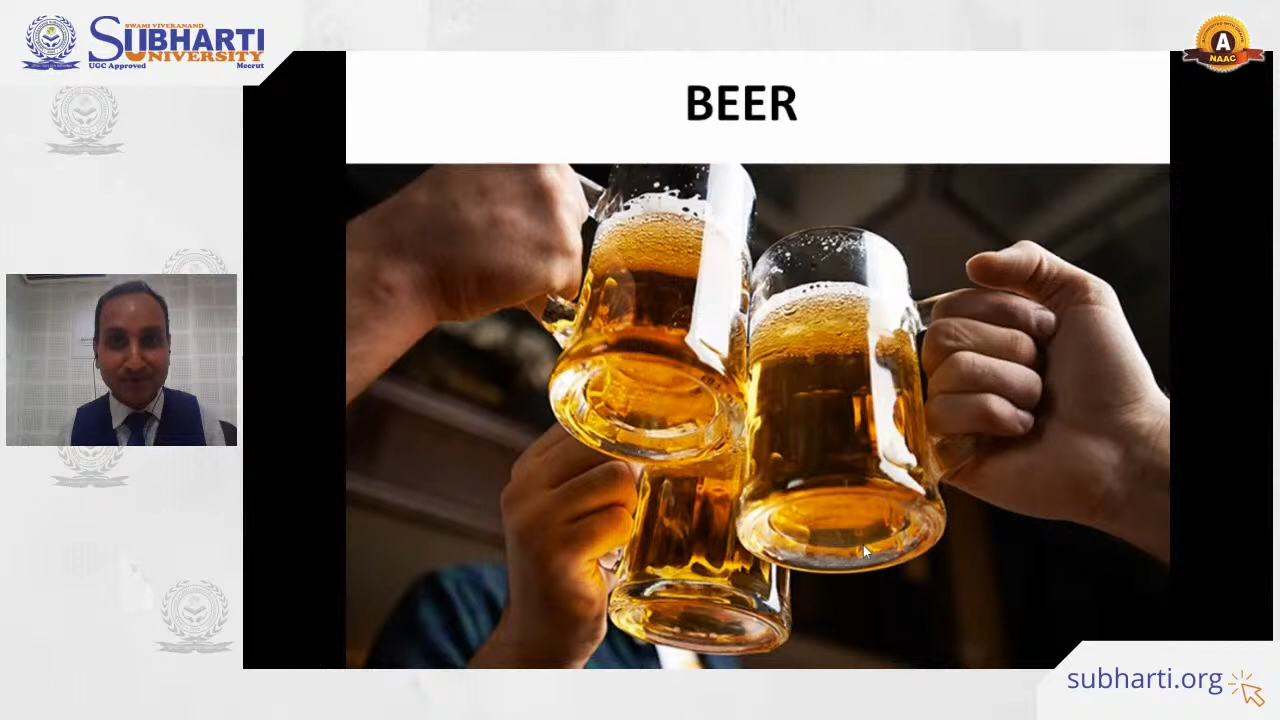 SWAMI VIVEKANAND
SUBHARTI
UNIVERSITY
UGC Approved Meerut
A
NAAC
BEER
subharti.org